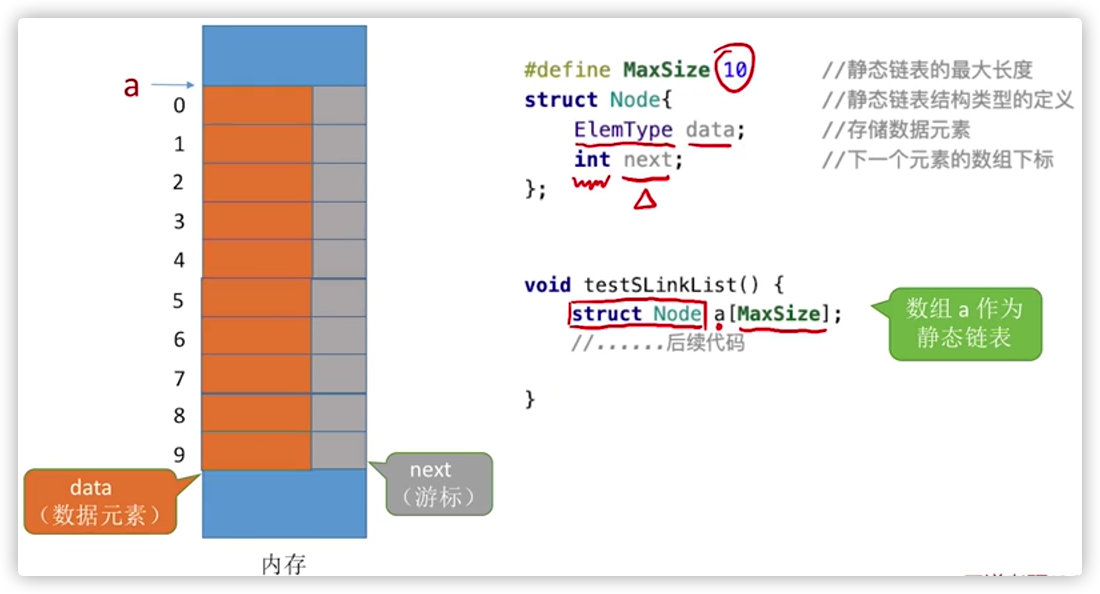 a
0
1
2
3
4
5
6
7
8
9
data
（数据元素）
next
（游标）
内存
#define MaxSize 10 //静态链表的最大长度
struct Node{ //静态链表结构类型的定义
ElemType data; //存储数据元素
int next; //下一个元素的数组下标
};
void testSLinkList() {
struct Node a[MaxSize];
//......后续代码
}
数组 a 作为
静态链表